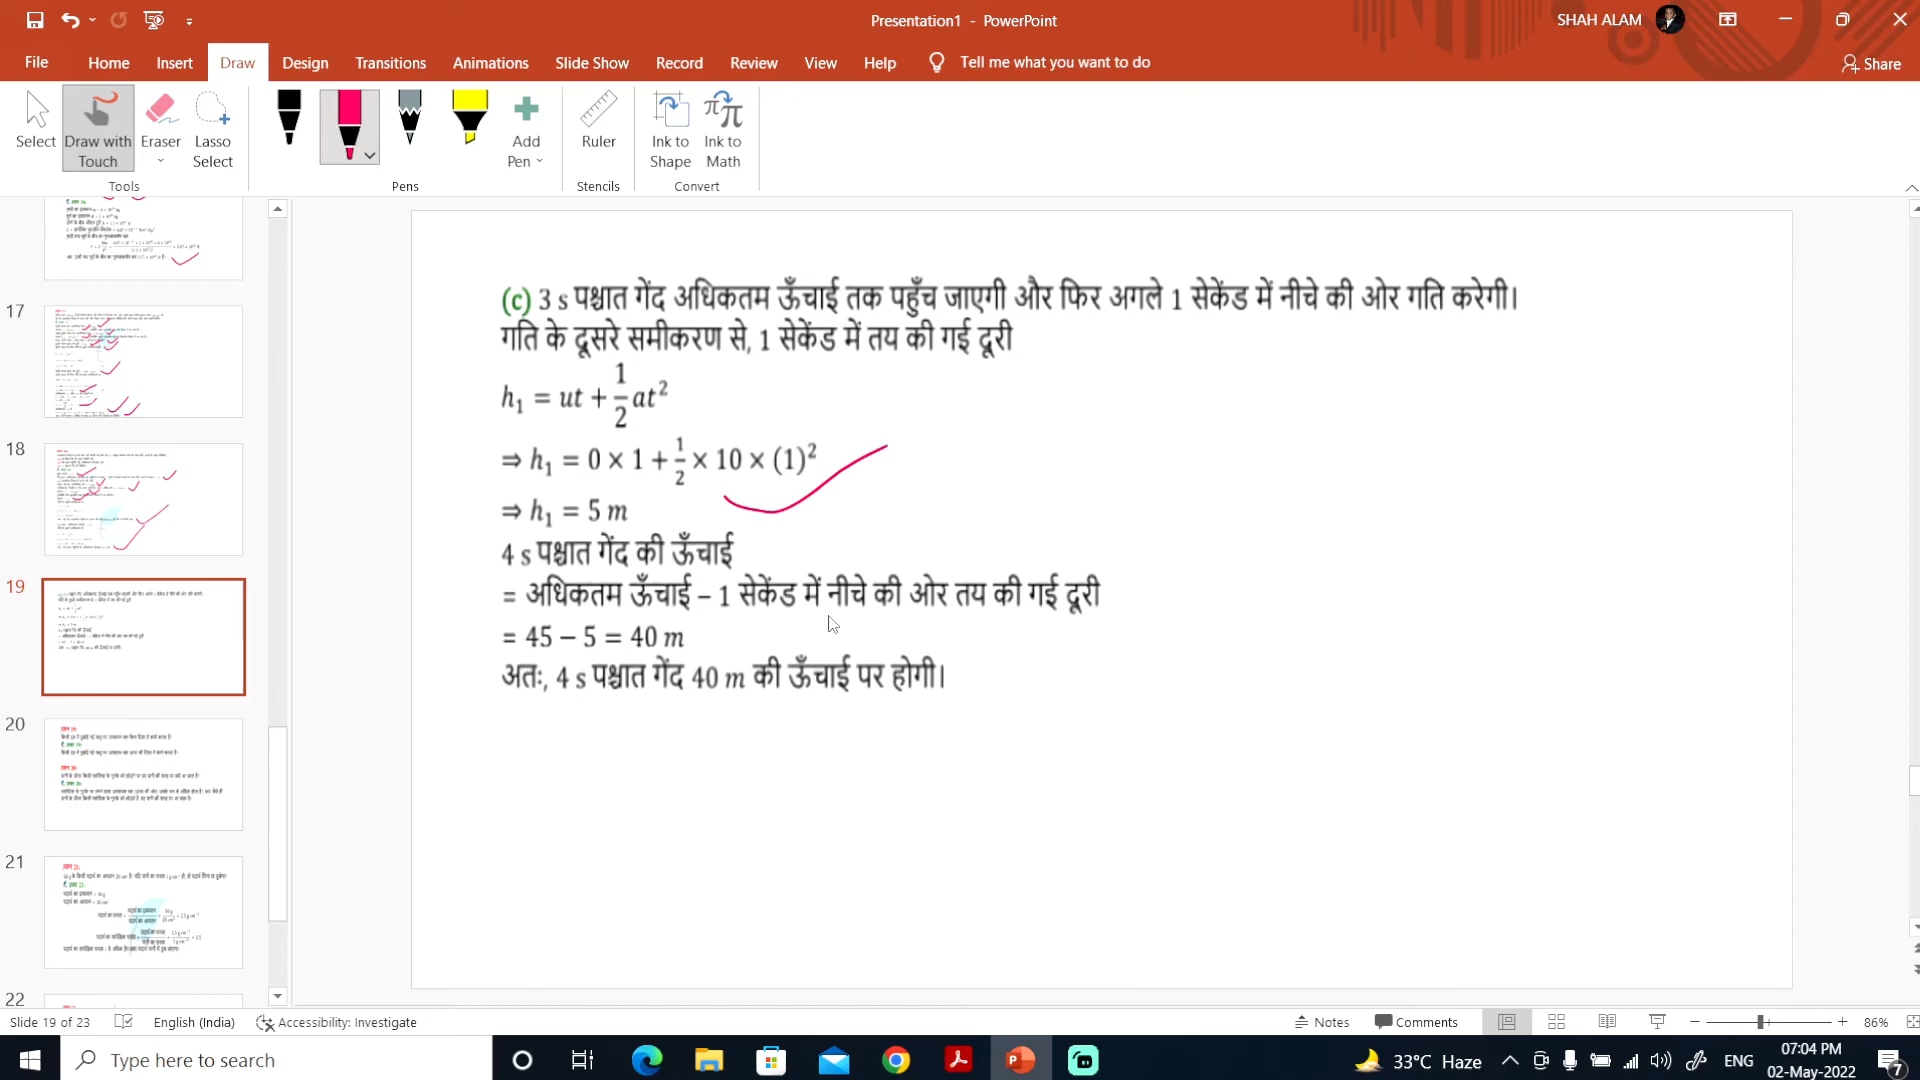 Presentation1 - PowerPoint
SHAH ALAM
File Home Insert Draw Design Transitions Animations Slide Show Record Review View Help Tell me what you want to do
Share
Select
Draw with Touch
Eraser
Lasso Select
Add Pen
Ruler
Ink to Shape
Ink to Math
Tools Pens Stencils Convert
17
18
19
20
21
22
(c) 3 s पश्चात गेंद अधिकतम ऊँचाई तक पहुँच जाएगी और फिर अगले 1 सेकेंड में नीचे की ओर गति करेगी।
गति के दूसरे समीकरण से, 1 सेकेंड में तय की गई दूरी
h₁ = ut + 1/2 at²
⇒ h₁ = 0 × 1 + 1/2 × 10 × (1)²
⇒ h₁ = 5 m
4 s पश्चात गेंद की ऊँचाई
= अधिकतम ऊँचाई – 1 सेकेंड में नीचे की ओर तय की गई दूरी
= 45 – 5 = 40 m
अतः, 4 s पश्चात गेंद 40 m की ऊँचाई पर होगी।
Slide 19 of 23 English (India) Accessibility: Investigate Notes Comments 86%
Type here to search
33°C Haze
ENG
07:04 PM
02-May-2022
7